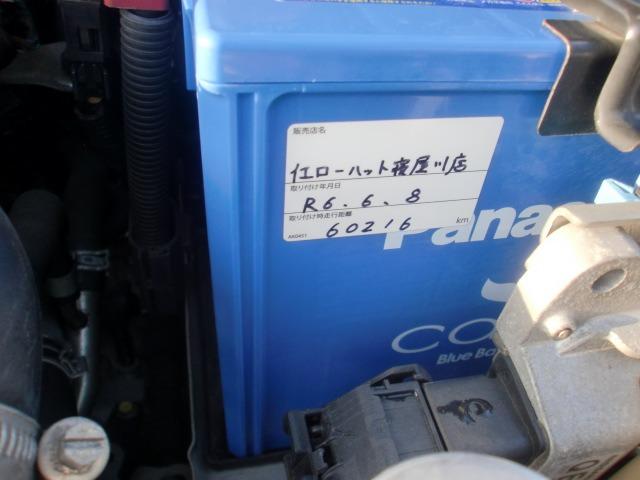 販売店名
イエローハット寝屋川店
取り付け年月日
R6.6.8
取り付け時走行距離
60216 km
AK0451
Pana
CO
Blue Ba